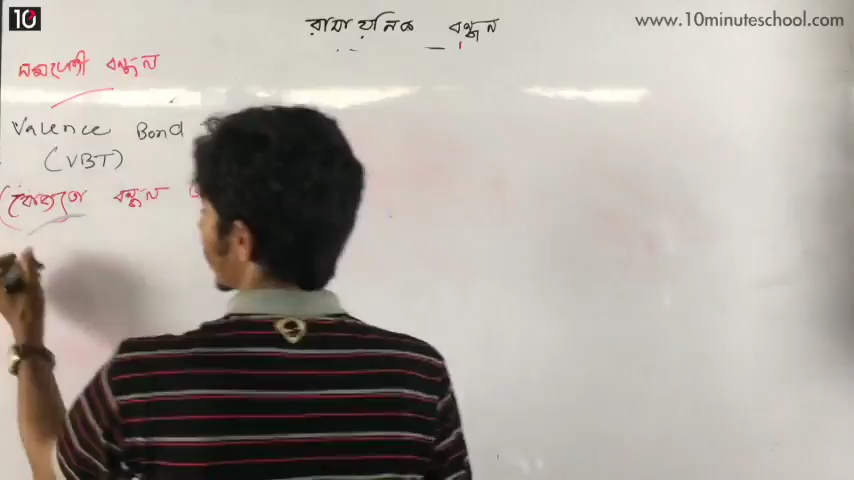 10
www.10minuteschool.com
রাসায়নিক বন্ধন
সমযোজী বন্ধন
Valence Bond
(VBT)
(যোজ্যতা বন্ধন